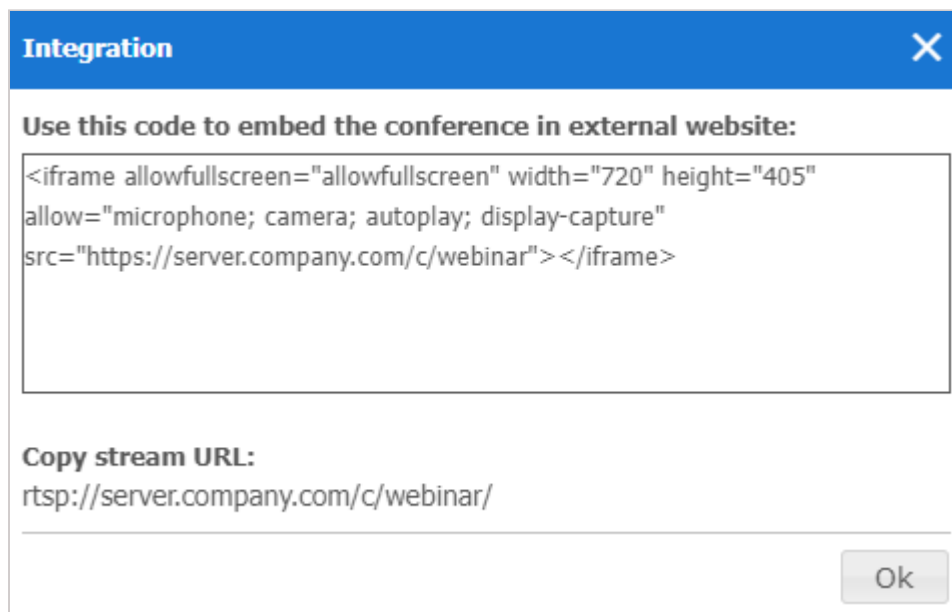 Integration
Use this code to embed the conference in external website:
<iframe allowfullscreen="allowfullscreen" width="720" height="405"
allow="microphone; camera; autoplay; display-capture"
src="https://server.company.com/c/webinar"></iframe>
Copy stream URL:
rtsp://server.company.com/c/webinar/
Ok